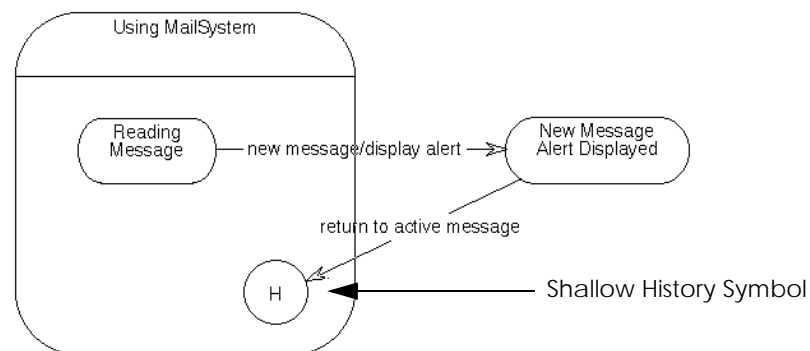 Using MailSystem
Reading
Message
new message/display alert
New Message
Alert Displayed
return to active message
H
Shallow History Symbol